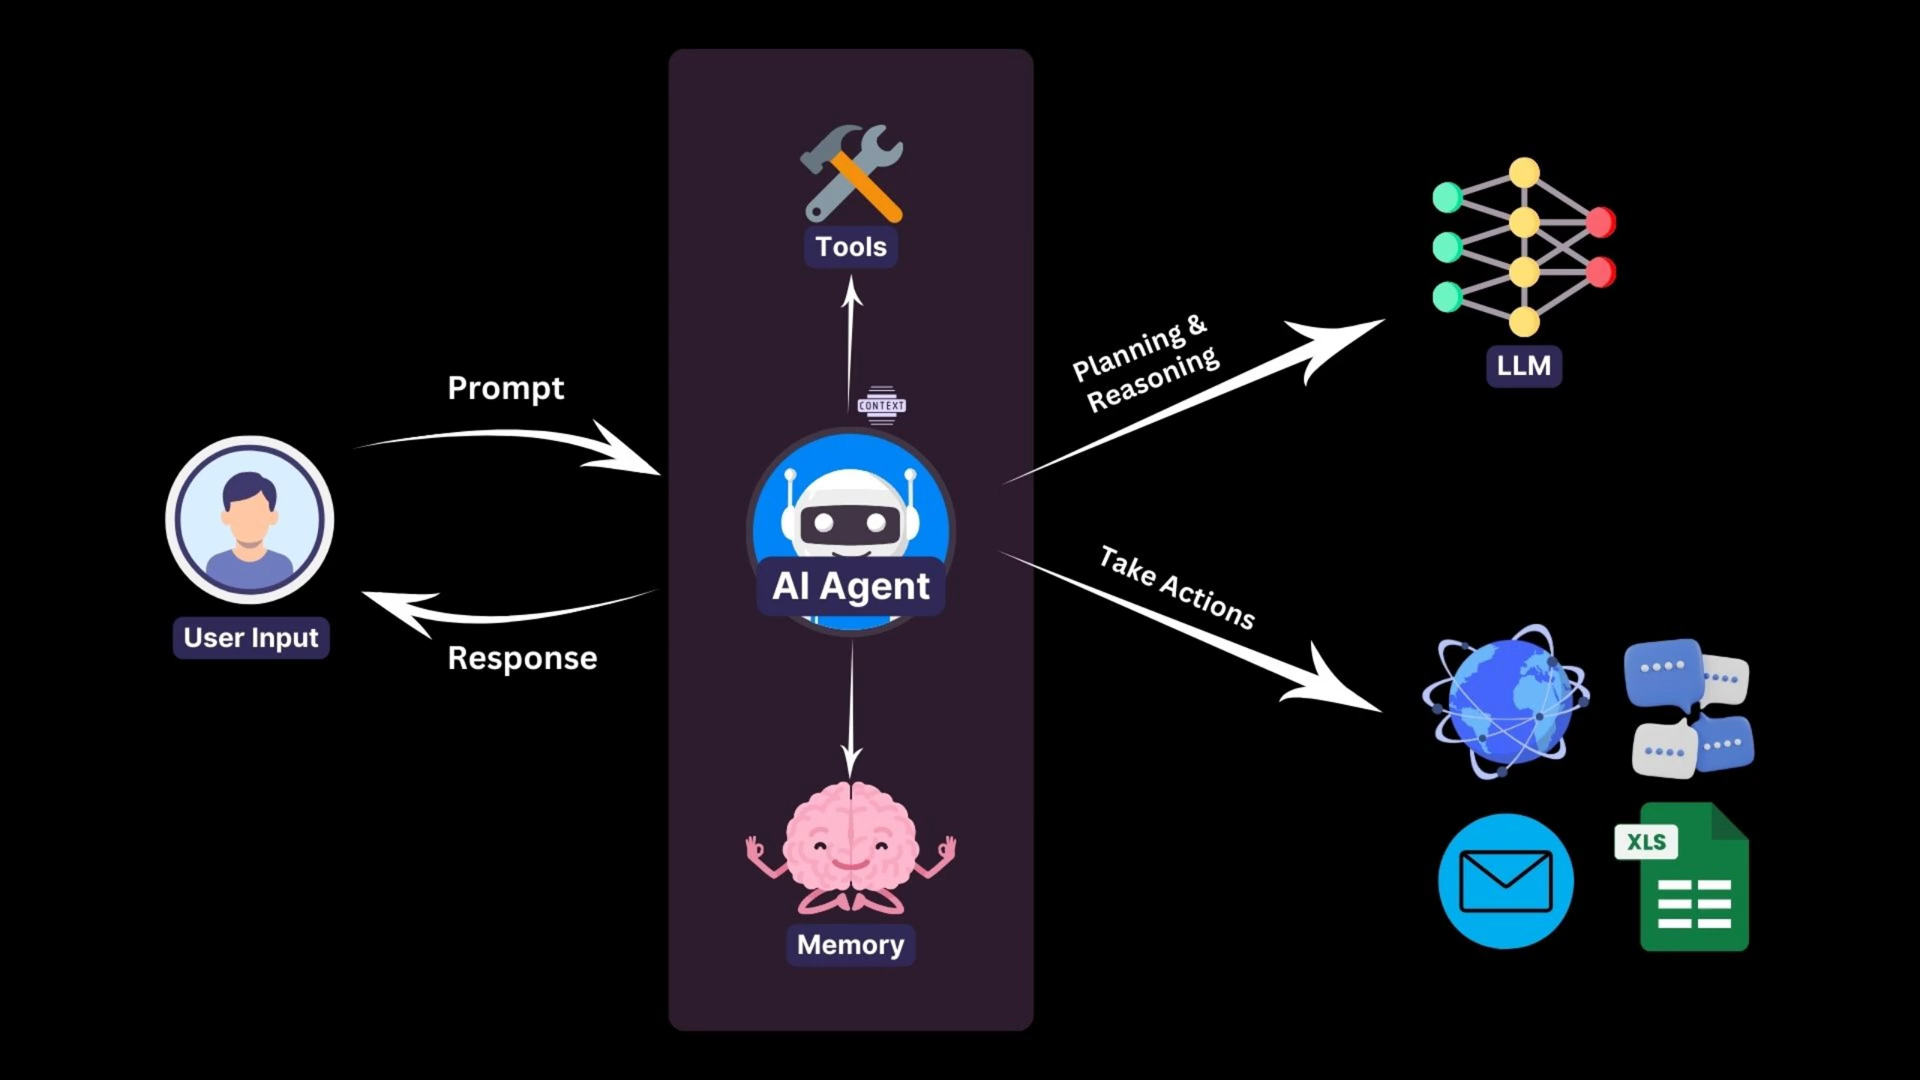 Tools
Prompt
CONTEXT
Planning &
Reasoning
LLM
AI Agent
User Input
Response
Take Actions
XLS
Memory